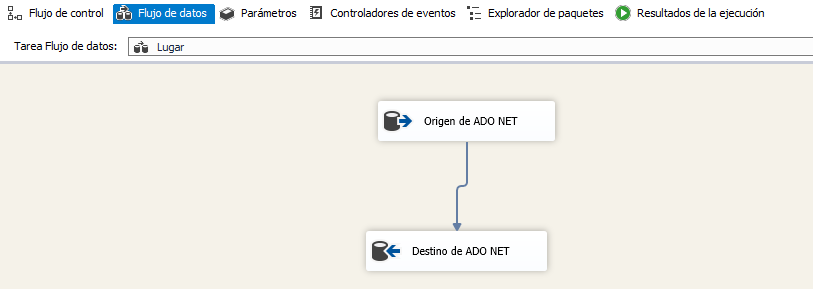 Flujo de control Flujo de datos Parámetros Controladores de eventos Explorador de paquetes Resultados de la ejecución
Tarea Flujo de datos: Lugar
Origen de ADO NET
Destino de ADO NET